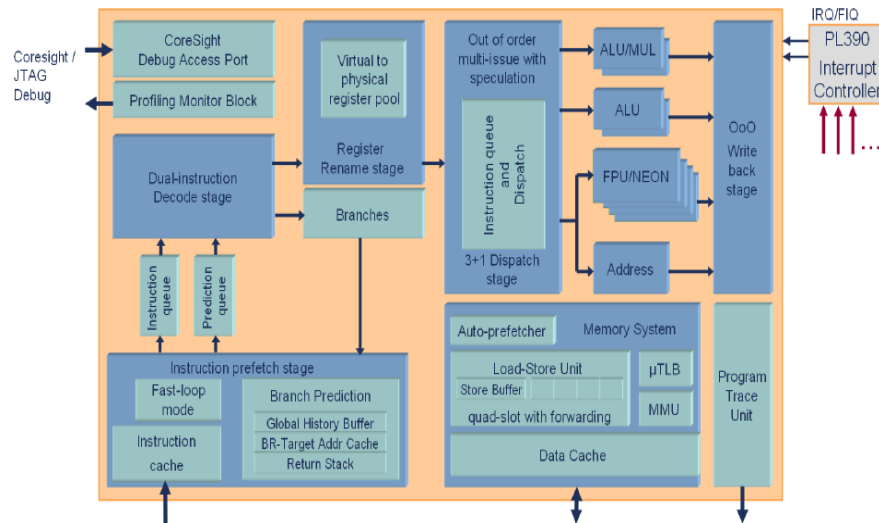 Coresight /
JTAG
Debug
CoreSight
Debug Access Port
Profiling Monitor Block
Virtual to
physical
register pool
Register
Rename stage
Dual-instruction
Decode stage
Branches
Instruction
queue
Prediction
queue
Instruction prefetch stage
Fast-loop
mode
Instruction
cache
Branch Prediction
Global History Buffer
BR-Target Addr Cache
Return Stack
Out of order
multi-issue with
speculation
Instruction queue
and
Dispatch
3+1 Dispatch
stage
ALU/MUL
ALU
FPU/NEON
Address
OoO
Write
back
stage
IRQ/FIQ
PL390
Interrupt
Controller
...
Auto-prefetcher
Memory System
Load-Store Unit
Store Buffer
quad-slot with forwarding
µTLB
MMU
Data Cache
Program
Trace
Unit